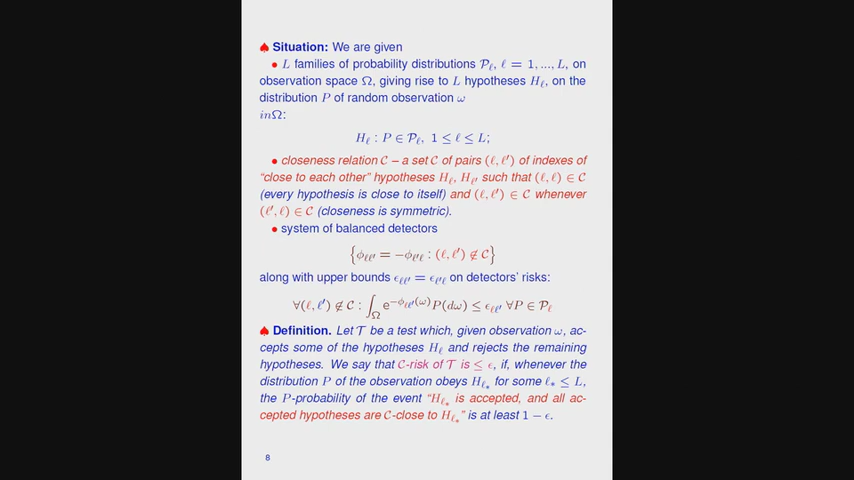 ♠ Situation: We are given
• L families of probability distributions 𝒫_ℓ, ℓ = 1, ..., L, on
observation space Ω, giving rise to L hypotheses H_ℓ, on the
distribution P of random observation ω
inΩ:
H_ℓ : P ∈ 𝒫_ℓ, 1 ≤ ℓ ≤ L;
• closeness relation 𝒞 – a set 𝒞 of pairs (ℓ, ℓ′) of indexes of
“close to each other” hypotheses H_ℓ, H_ℓ′ such that (ℓ, ℓ) ∈ 𝒞
(every hypothesis is close to itself) and (ℓ, ℓ′) ∈ 𝒞 whenever
(ℓ′, ℓ) ∈ 𝒞 (closeness is symmetric).
• system of balanced detectors
{ϕ_ℓℓ′ = −ϕ_ℓ′ℓ : (ℓ, ℓ′) ∉ 𝒞}
along with upper bounds ϵ_ℓℓ′ = ϵ_ℓ′ℓ on detectors’ risks:
∀(ℓ, ℓ′) ∉ 𝒞 : ∫_Ω e^{−ϕ_ℓℓ′(ω)} P(dω) ≤ ϵ_ℓℓ′ ∀P ∈ 𝒫_ℓ
♠ Definition. Let 𝒯 be a test which, given observation ω, ac-
cepts some of the hypotheses H_ℓ and rejects the remaining
hypotheses. We say that 𝒞-risk of 𝒯 is ≤ ϵ, if, whenever the
distribution P of the observation obeys H_ℓ* for some ℓ* ≤ L,
the P-probability of the event “H_ℓ* is accepted, and all ac-
cepted hypotheses are 𝒞-close to H_ℓ*” is at least 1 − ϵ.
8